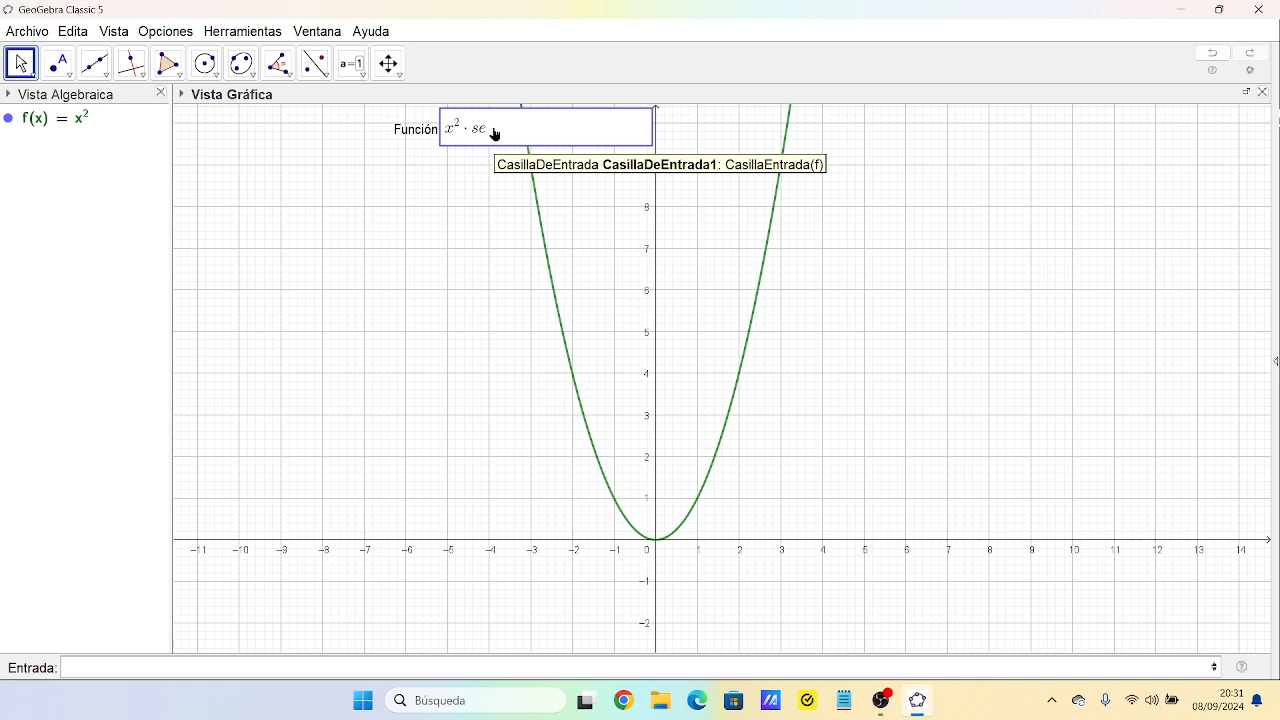 GeoGebra Classic 5
Archivo Edita Vista Opciones Herramientas Ventana Ayuda
A a=1
Vista Algebraica
Vista Gráfica
f(x) = x²
Función x² · se
CasillaDeEntrada CasillaDeEntrada1: CasillaEntrada(f)
8
7
6
5
4
3
2
1
−11 −10 −9 −8 −7 −6 −5 −4 −3 −2 −1 0 1 2 3 4 5 6 7 8 9 10 11 12 13 14
−1
−2
Entrada:
Búsqueda
20:31
08/09/2024